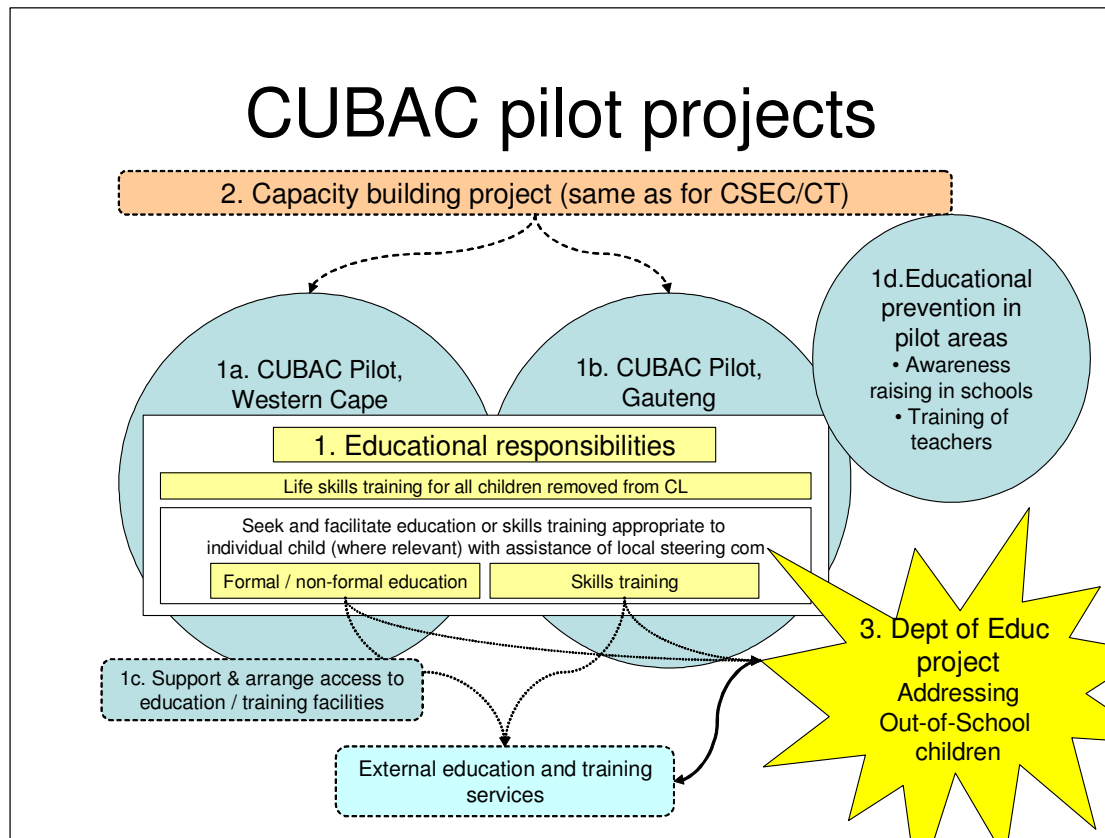 CUBAC pilot projects
2. Capacity building project (same as for CSEC/CT)
1d.Educational
prevention in
pilot areas
• Awareness
raising in schools
• Training of
teachers
1a. CUBAC Pilot,
Western Cape
1b. CUBAC Pilot,
Gauteng
1. Educational responsibilities
Life skills training for all children removed from CL
Seek and facilitate education or skills training appropriate to
individual child (where relevant) with assistance of local steering com
Formal / non-formal education
Skills training
3. Dept of Educ
project
Addressing
Out-of-School
children
1c. Support & arrange access to
education / training facilities
External education and training
services